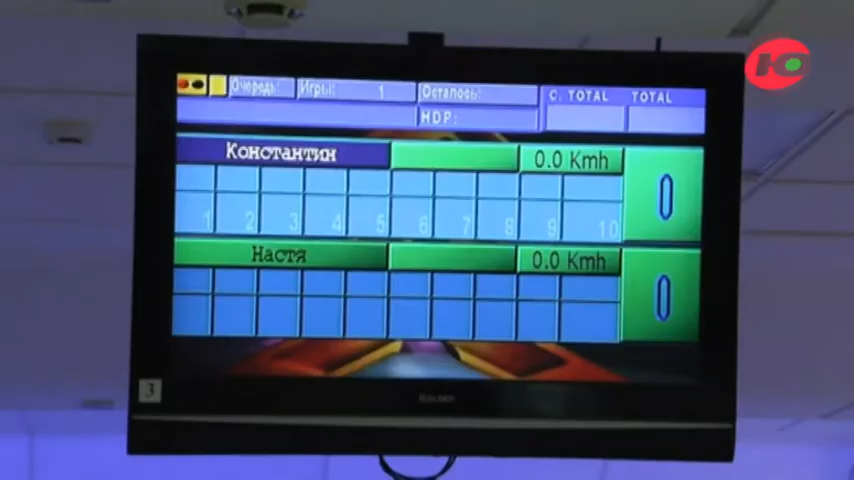 Ю
Очередь: Игры: 1 Осталось: C. TOTAL TOTAL
HDP:
Константин 0.0 Kmh 0
1 2 3 4 5 6 7 8 9 10
Настя 0.0 Kmh 0
3